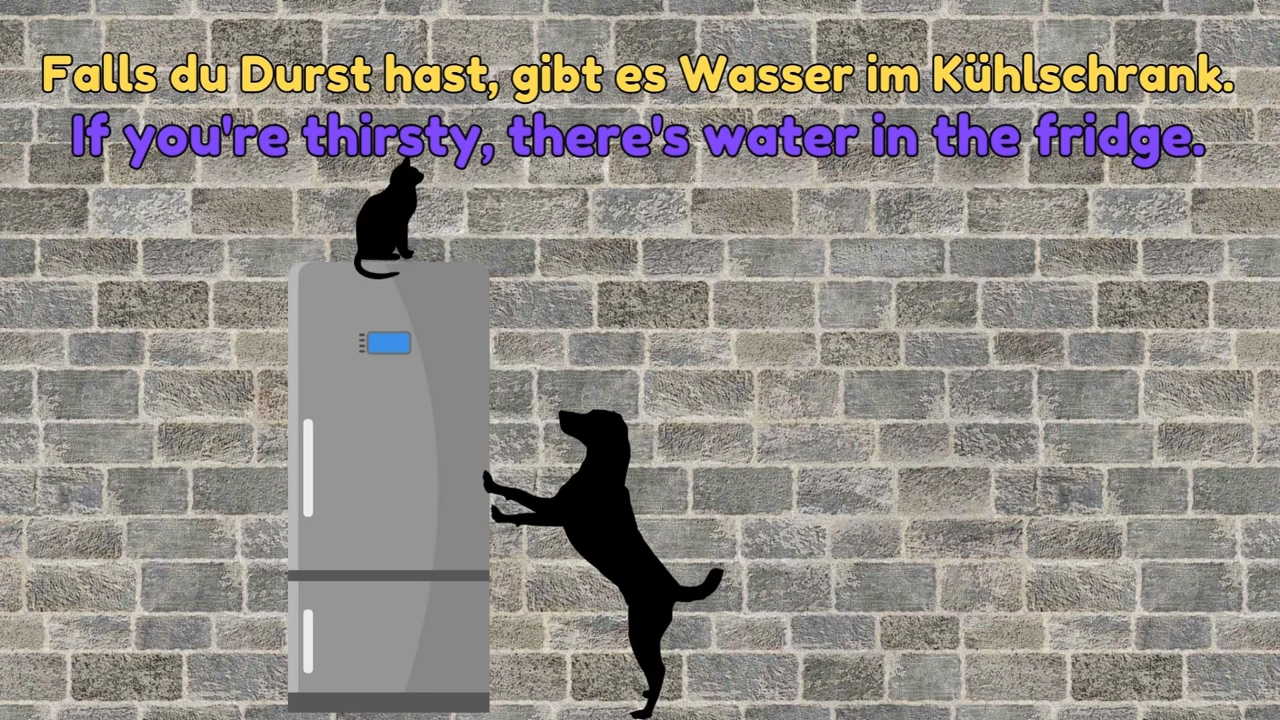 Falls du Durst hast, gibt es Wasser im Kühlschrank.
If you're thirsty, there's water in the fridge.